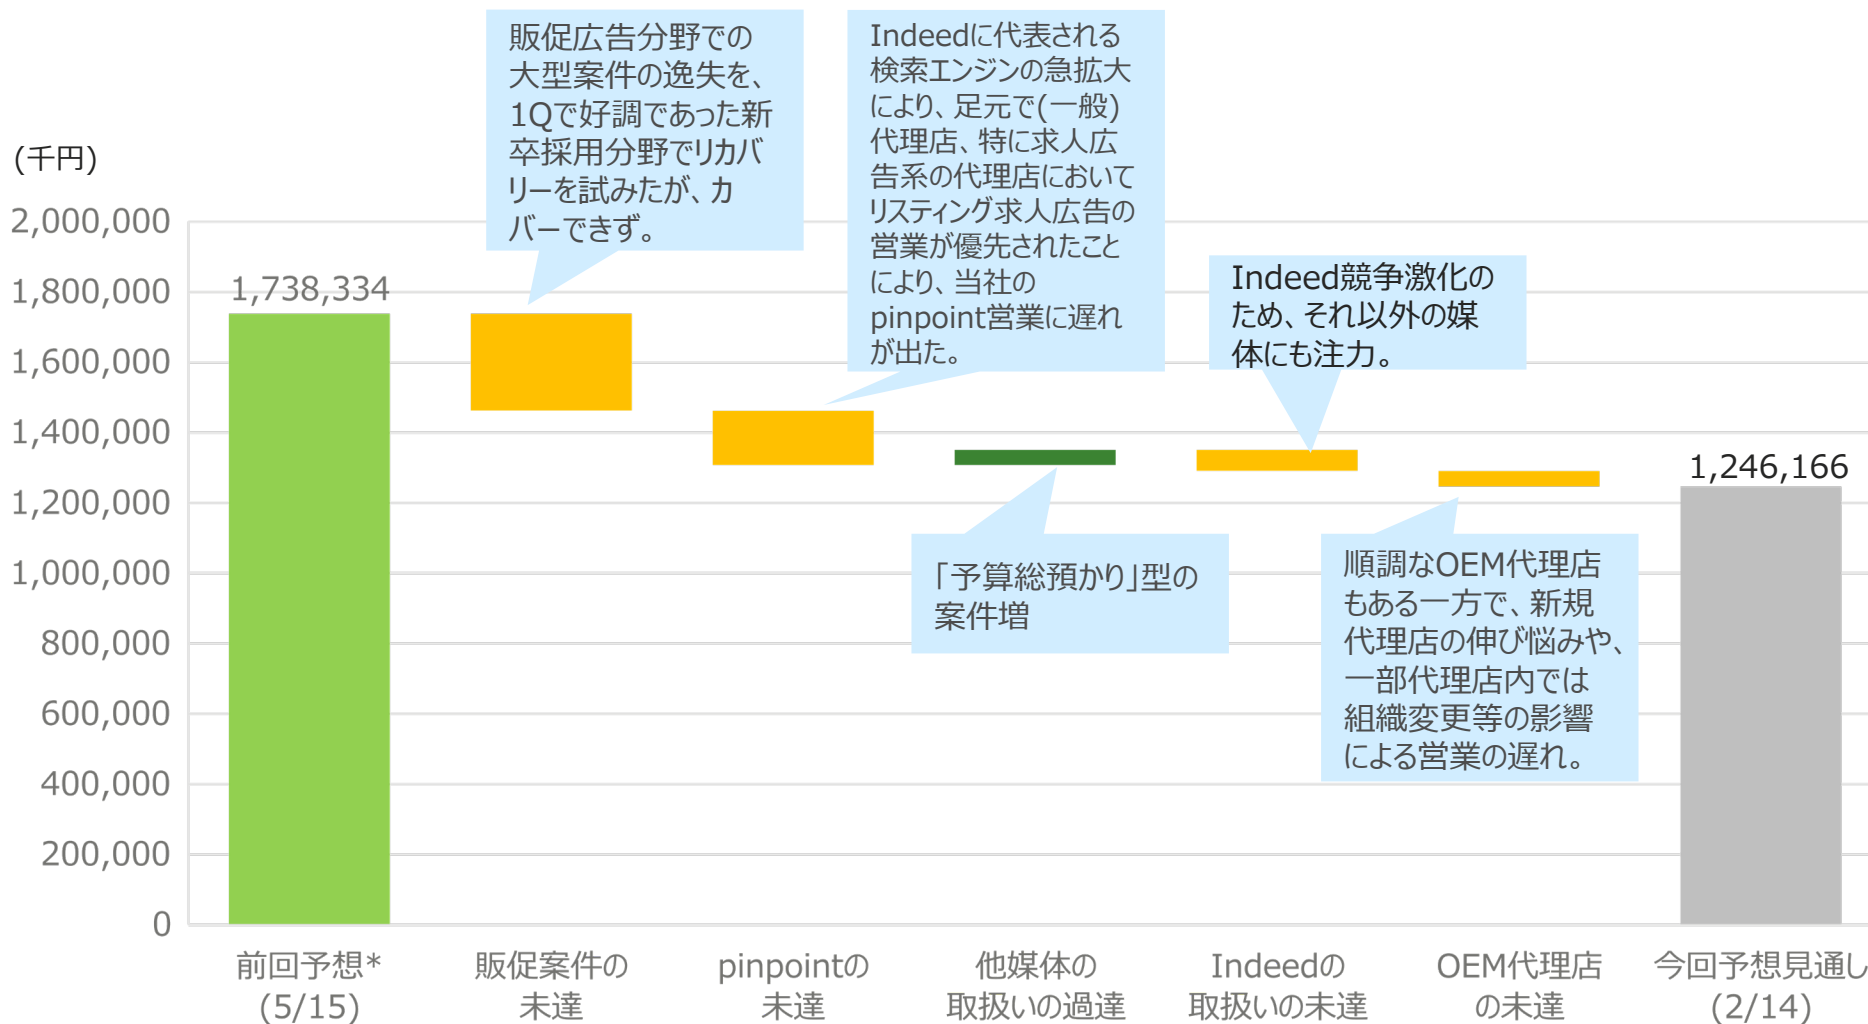 販促広告分野での
大型案件の逸失を、
1Qで好調であった新
卒採用分野でリカバ
リーを試みたが、カ
バーできず。
Indeedに代表される
検索エンジンの急拡大
により、足元で(一般)
代理店、特に求人広
告系の代理店において
リスティング求人広告の
営業が優先されたこと
により、当社の
pinpoint営業に遅れ
が出た。
Indeed競争激化の
ため、それ以外の媒
体にも注力。
「予算総預かり」型の
案件増
順調なOEM代理店
もある一方で、新規
代理店の伸び悩みや、
一部代理店内では
組織変更等の影響
による営業の遅れ。
(千円)
2,000,000
1,800,000
1,600,000
1,400,000
1,200,000
1,000,000
800,000
600,000
400,000
200,000
0
1,738,334
1,246,166
前回予想*
(5/15)
販促案件の
未達
pinpointの
未達
他媒体の
取扱いの過達
Indeedの
取扱いの未達
OEM代理店
の未達
今回予想見通し
(2/14)